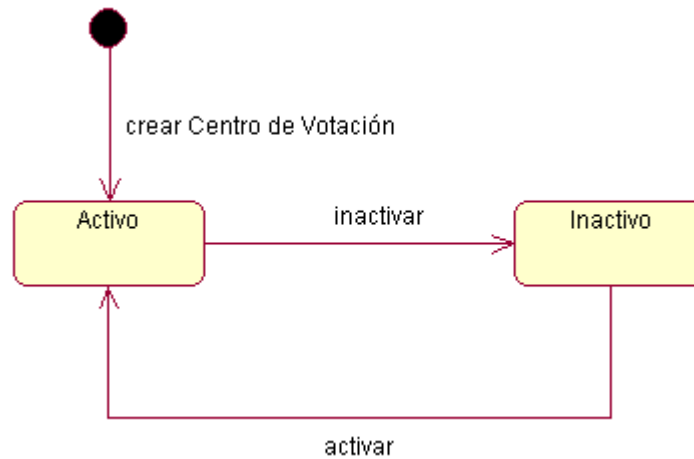 crear Centro de Votación
Activo
inactivar
Inactivo
activar